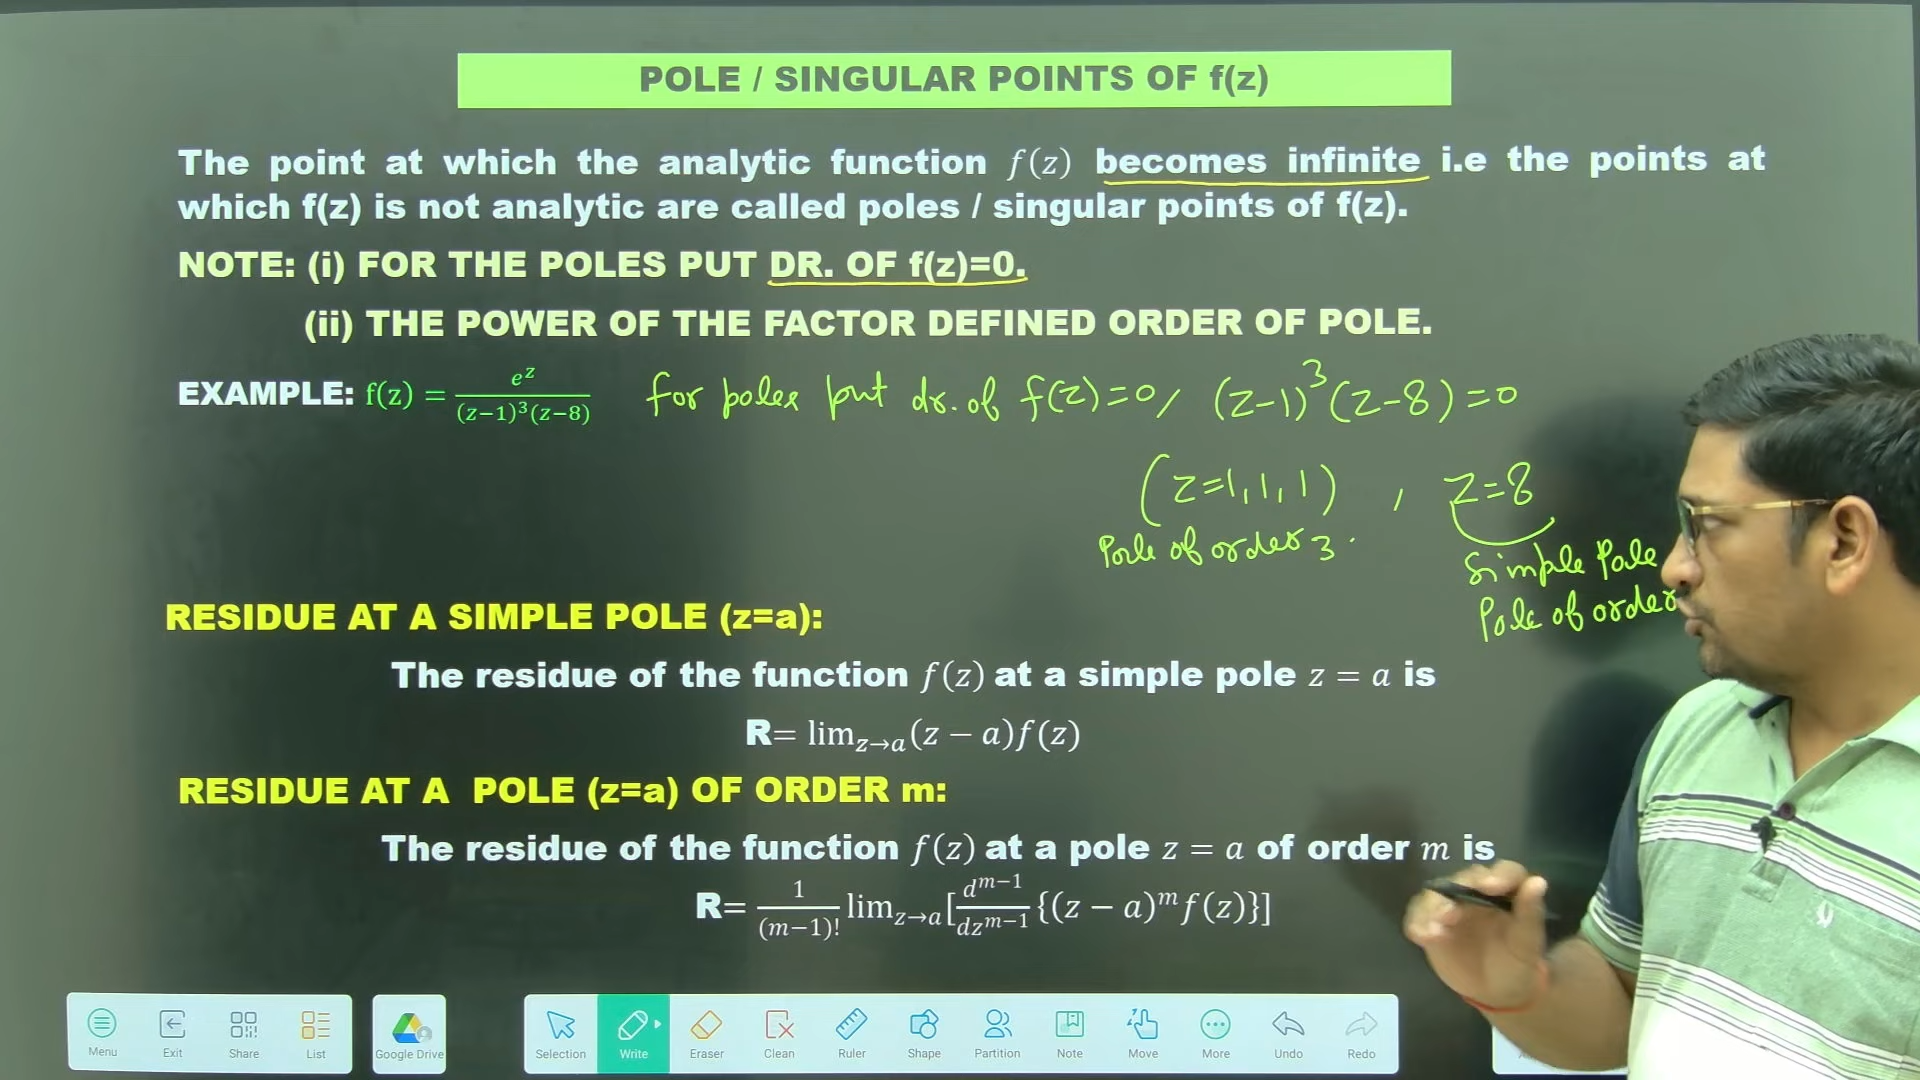 POLE / SINGULAR POINTS OF f(z)
The point at which the analytic function f(z) becomes infinite i.e the points at
which f(z) is not analytic are called poles / singular points of f(z).
NOTE: (i) FOR THE POLES PUT DR. OF f(z)=0.
(ii) THE POWER OF THE FACTOR DEFINED ORDER OF POLE.
EXAMPLE: f(z) = e^z / (z−1)^3(z−8) for poles put dr. of f(z)=0, (z-1)^3(z-8)=0
(z=1,1,1) , z=8
Pole of order 3.
Simple Pole
Pole of order
RESIDUE AT A SIMPLE POLE (z=a):
The residue of the function f(z) at a simple pole z = a is
R= lim_{z→a}(z − a)f(z)
RESIDUE AT A POLE (z=a) OF ORDER m:
The residue of the function f(z) at a pole z = a of order m is
R= 1/(m−1)! lim_{z→a}[d^{m−1}/dz^{m−1}{(z − a)^m f(z)}]
Menu Exit Share List Google Drive Selection Write Eraser Clean Ruler Shape Partition Note Move More Undo Redo